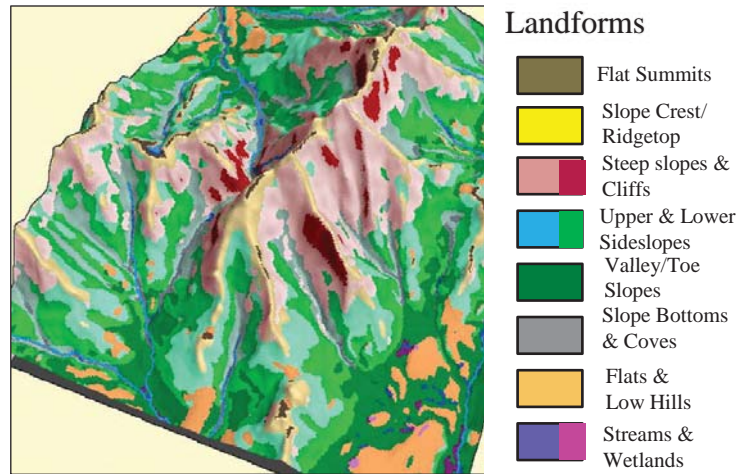 Landforms
Flat Summits
Slope Crest/
Ridgetop
Steep slopes &
Cliffs
Upper & Lower
Sideslopes
Valley/Toe
Slopes
Slope Bottoms
& Coves
Flats &
Low Hills
Streams &
Wetlands